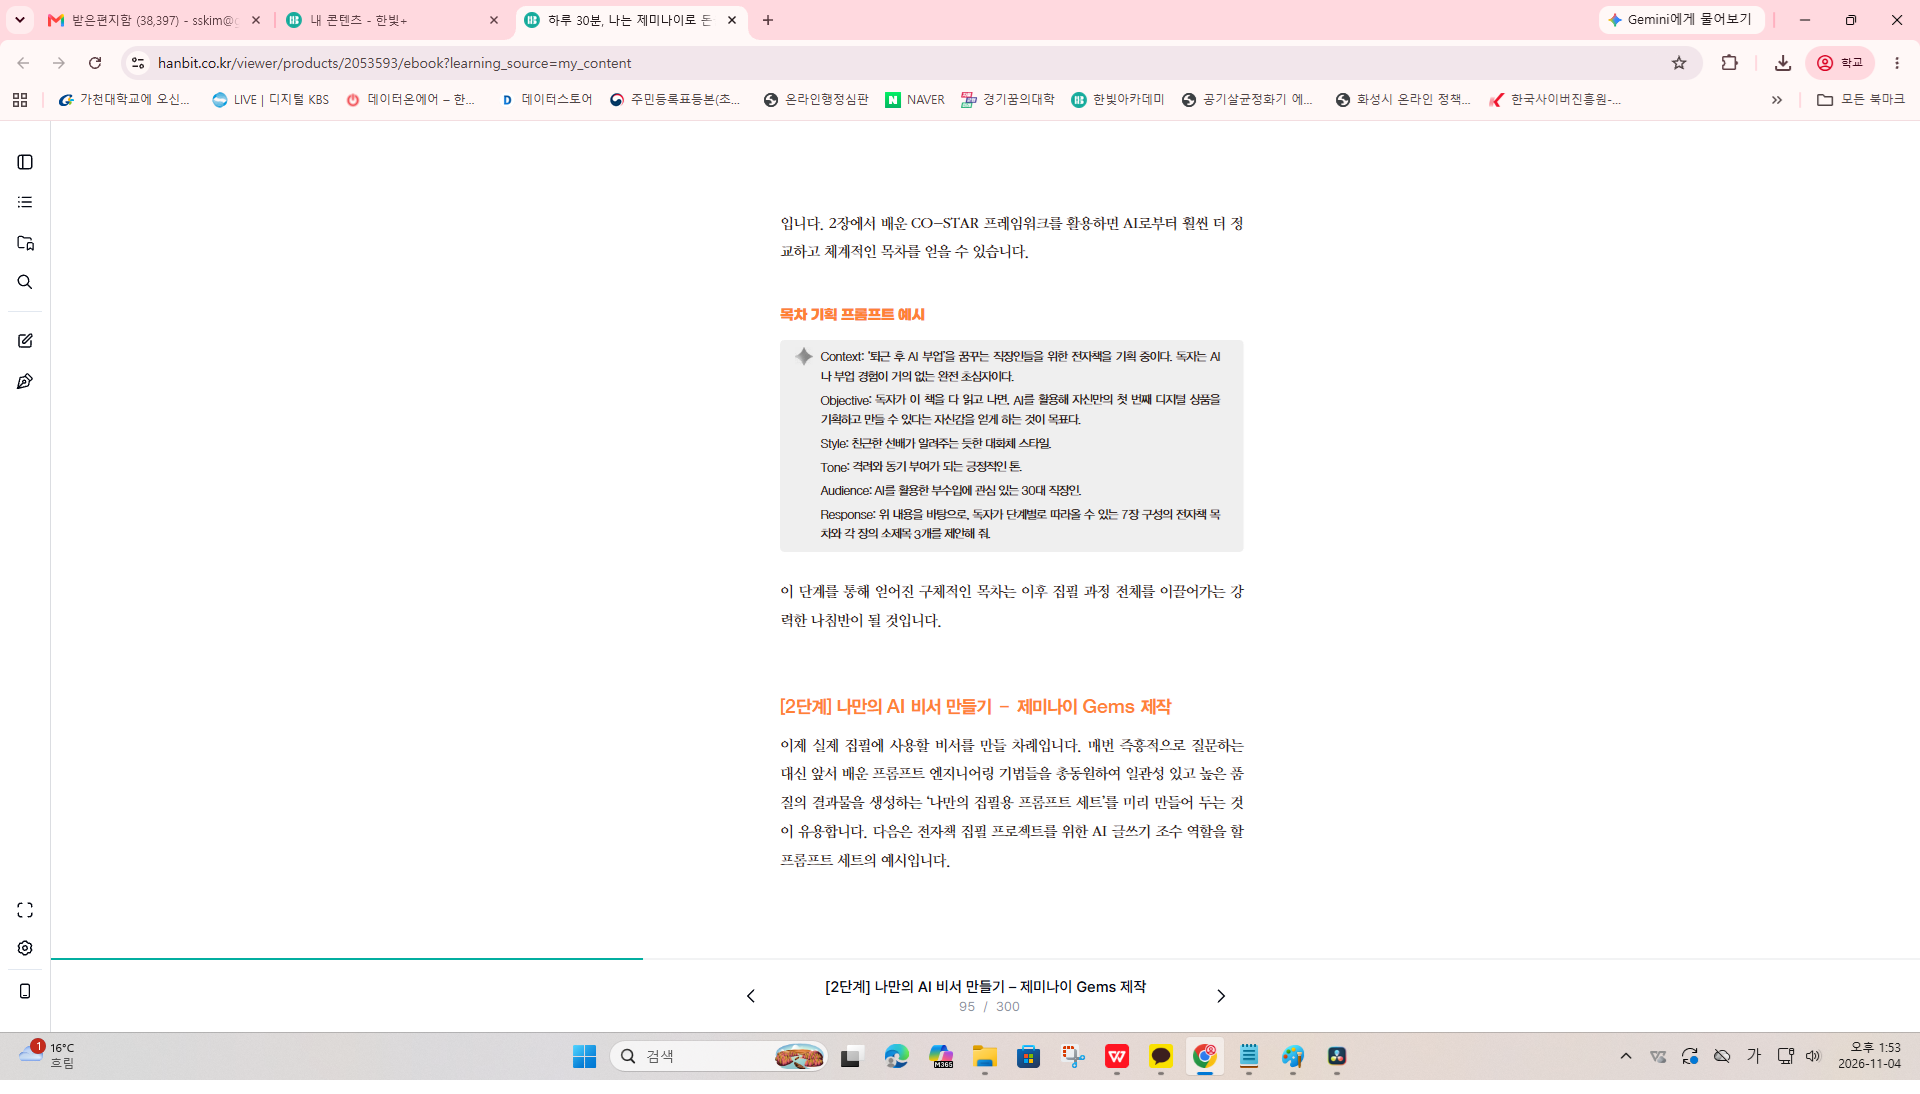 받은편지함 (38,397) - sskim@g
내 콘텐츠 - 한빛+
하루 30분, 나는 제미나이로 돈
Gemini에게 물어보기
hanbit.co.kr/viewer/products/2053593/ebook?learning_source=my_content
학교
가천대학교에 오신...
LIVE | 디지털 KBS
데이터온에어 – 한...
데이터스토어
주민등록표등본(초...
온라인행정심판
NAVER
경기꿈의대학
한빛아카데미
공기살균정화기 에...
화성시 온라인 정책...
한국사이버진흥원-...
모든 북마크
입니다. 2장에서 배운 CO-STAR 프레임워크를 활용하면 AI로부터 훨씬 더 정
교하고 체계적인 목차를 얻을 수 있습니다.
목차 기획 프롬프트 예시
Context: '퇴근 후 AI 부업'을 꿈꾸는 직장인들을 위한 전자책을 기획 중이다. 독자는 AI
나 부업 경험이 거의 없는 완전 초심자이다.
Objective: 독자가 이 책을 다 읽고 나면, AI를 활용해 자신만의 첫 번째 디지털 상품을
기획하고 만들 수 있다는 자신감을 얻게 하는 것이 목표다.
Style: 친근한 선배가 알려주는 듯한 대화체 스타일.
Tone: 격려와 동기 부여가 되는 긍정적인 톤.
Audience: AI를 활용한 부수입에 관심 있는 30대 직장인.
Response: 위 내용을 바탕으로, 독자가 단계별로 따라올 수 있는 7장 구성의 전자책 목
차와 각 장의 소제목 3개를 제안해 줘.
이 단계를 통해 얻어진 구체적인 목차는 이후 집필 과정 전체를 이끌어가는 강
력한 나침반이 될 것입니다.
[2단계] 나만의 AI 비서 만들기 – 제미나이 Gems 제작
이제 실제 집필에 사용할 비서를 만들 차례입니다. 매번 즉흥적으로 질문하는
대신 앞서 배운 프롬프트 엔지니어링 기법들을 총동원하여 일관성 있고 높은 품
질의 결과물을 생성하는 ‘나만의 집필용 프롬프트 세트’를 미리 만들어 두는 것
이 유용합니다. 다음은 전자책 집필 프로젝트를 위한 AI 글쓰기 조수 역할을 할
프롬프트 세트의 예시입니다.
[2단계] 나만의 AI 비서 만들기 – 제미나이 Gems 제작
95 / 300
1
16°C
흐림
검색
M365
가
오후 1:53
2026-11-04